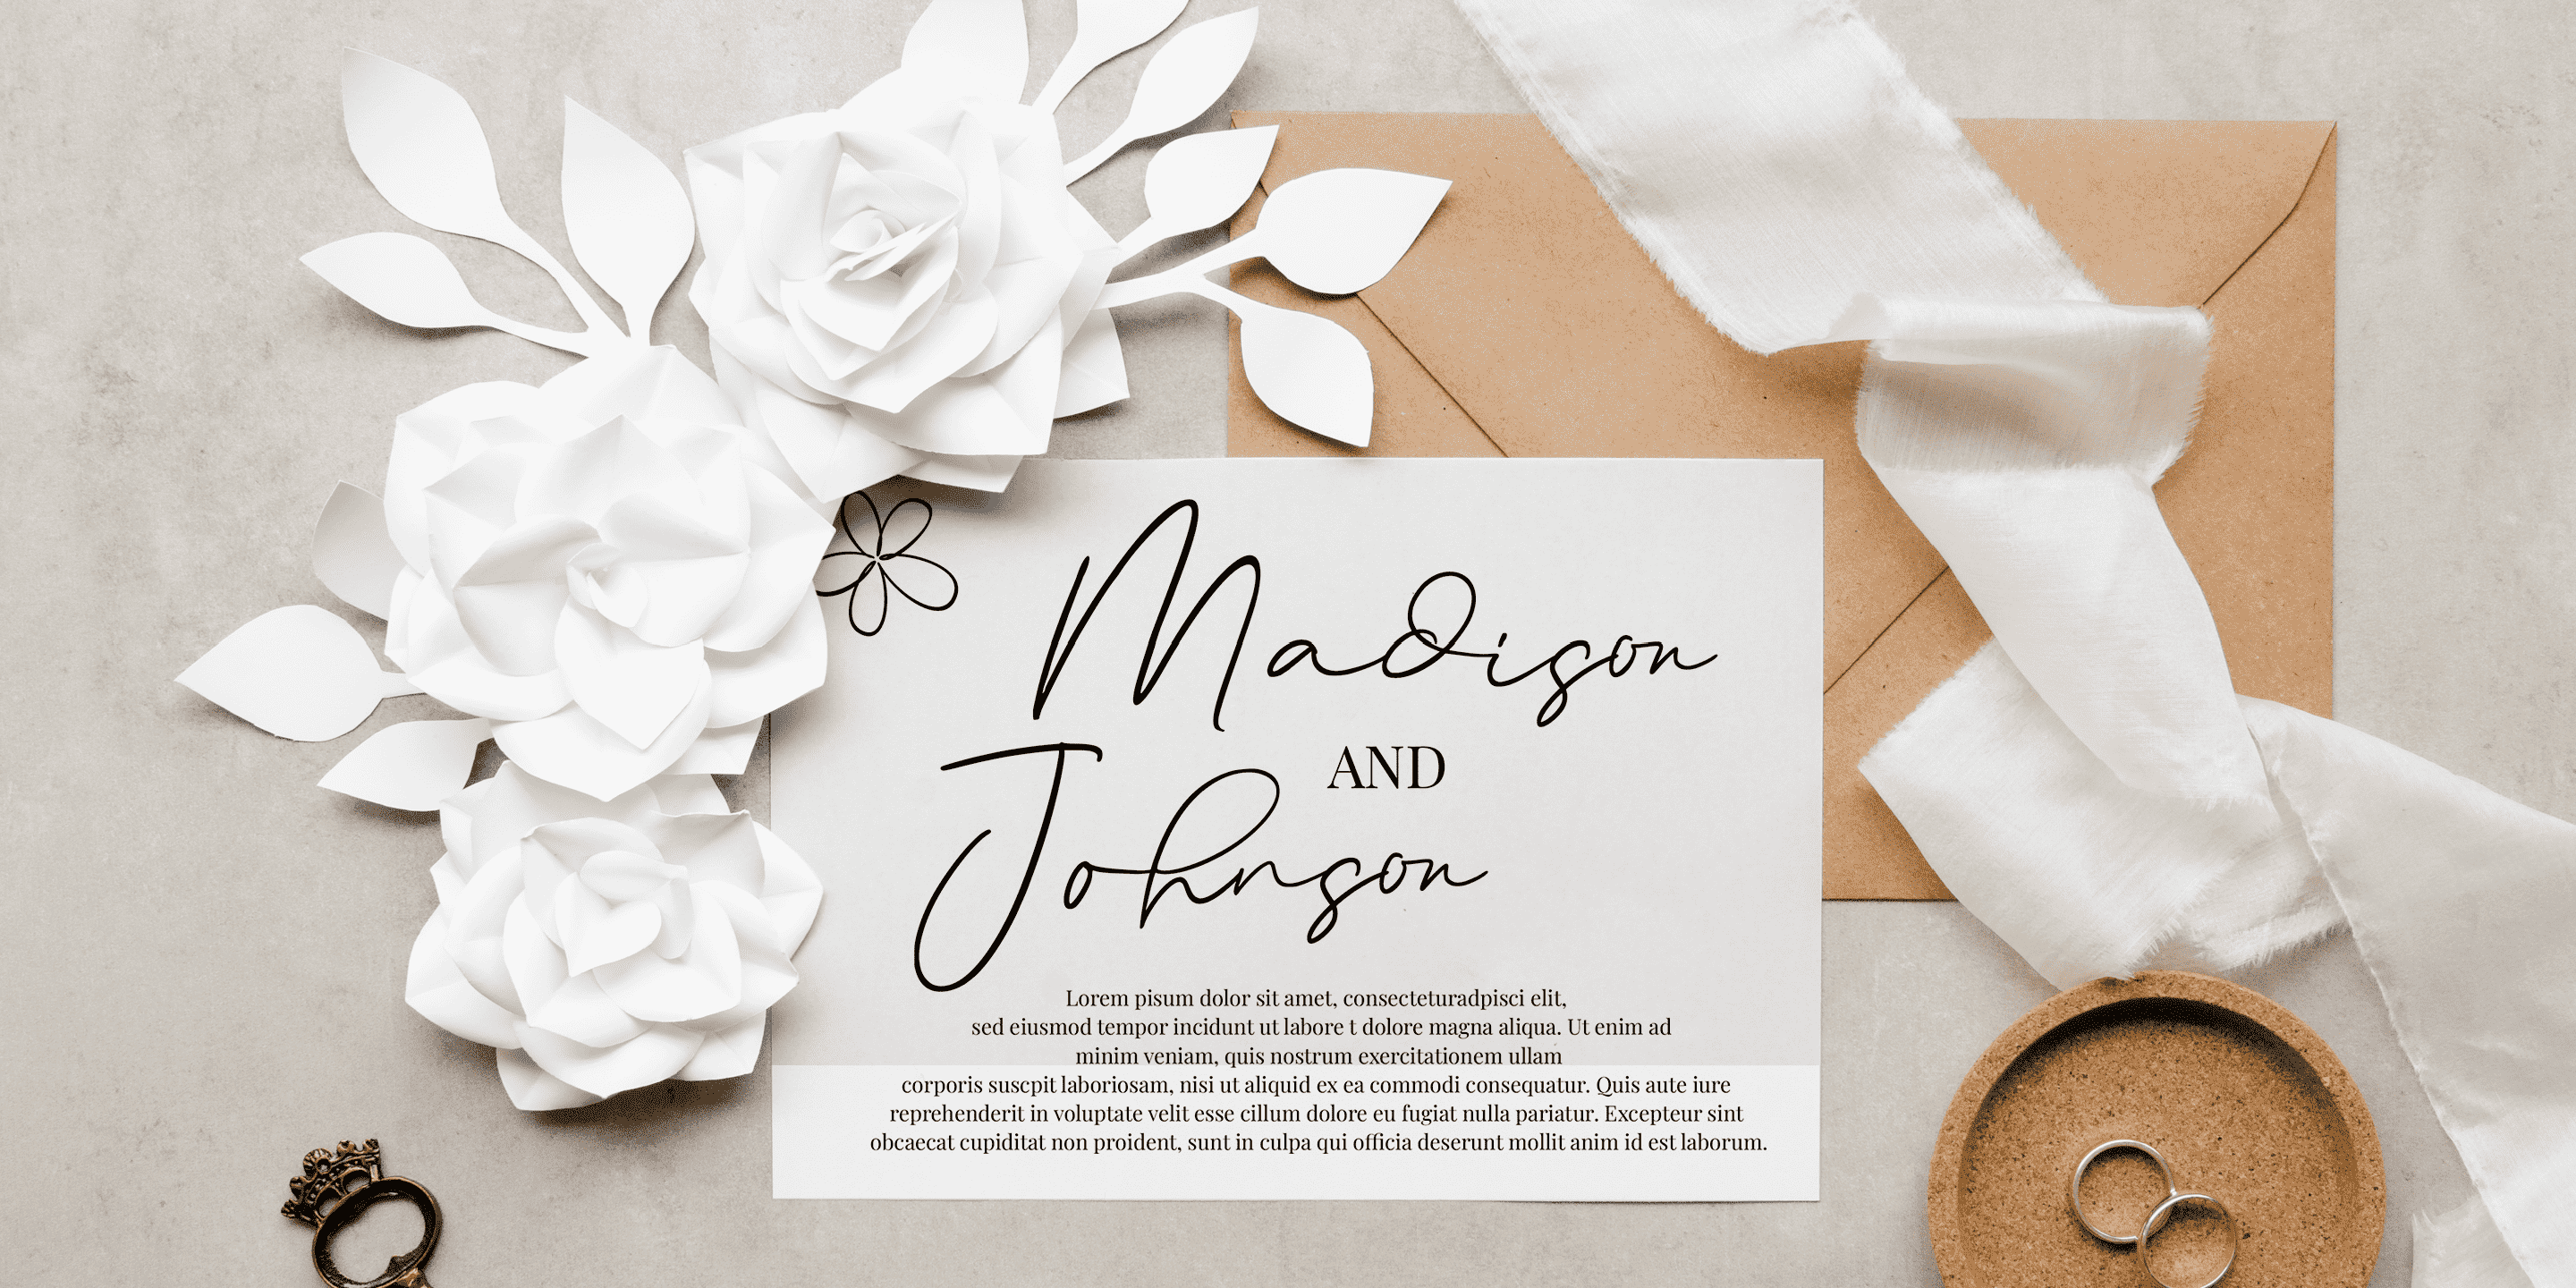 Madison
AND
Johnson
Lorem pisum dolor sit amet, consecteturadpisci elit,
sed eiusmod tempor incidunt ut labore t dolore magna aliqua. Ut enim ad
minim veniam, quis nostrum exercitationem ullam
corporis suscpit laboriosam, nisi ut aliquid ex ea commodi consequatur. Quis aute iure
reprehenderit in voluptate velit esse cillum dolore eu fugiat nulla pariatur. Excepteur sint
obcaecat cupiditat non proident, sunt in culpa qui officia deserunt mollit anim id est laborum.